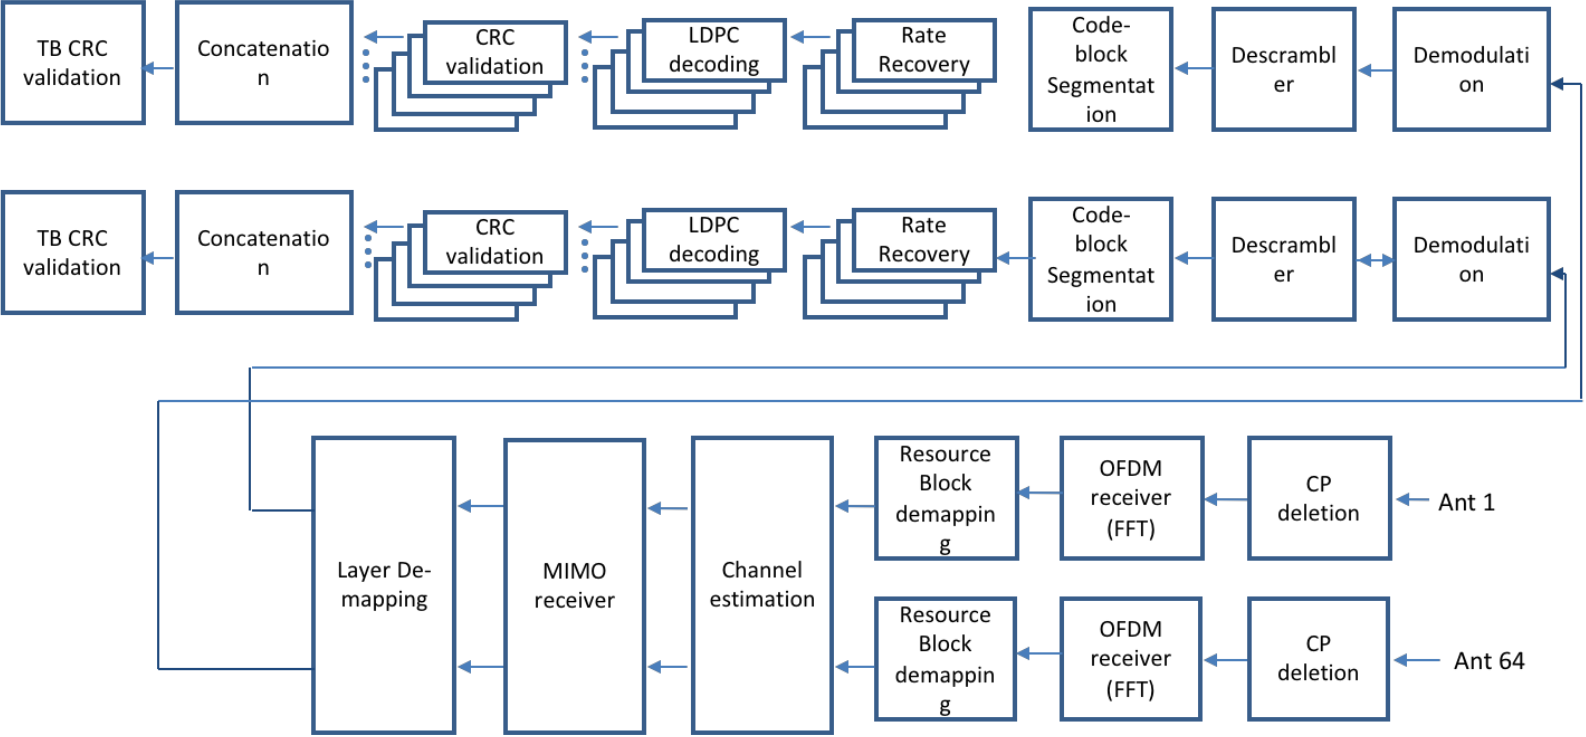 TB CRC
validation
Concatenatio
n
CRC
validation
LDPC
decoding
Rate
Recovery
Code-
block
Segmentat
ion
Descrambl
er
Demodulati
on
TB CRC
validation
Concatenatio
n
CRC
validation
LDPC
decoding
Rate
Recovery
Code-
block
Segmentat
ion
Descrambl
er
Demodulati
on
Layer De-
mapping
MIMO
receiver
Channel
estimation
Resource
Block
demappin
g
OFDM
receiver
(FFT)
CP
deletion
Ant 1
Resource
Block
demappin
g
OFDM
receiver
(FFT)
CP
deletion
Ant 64